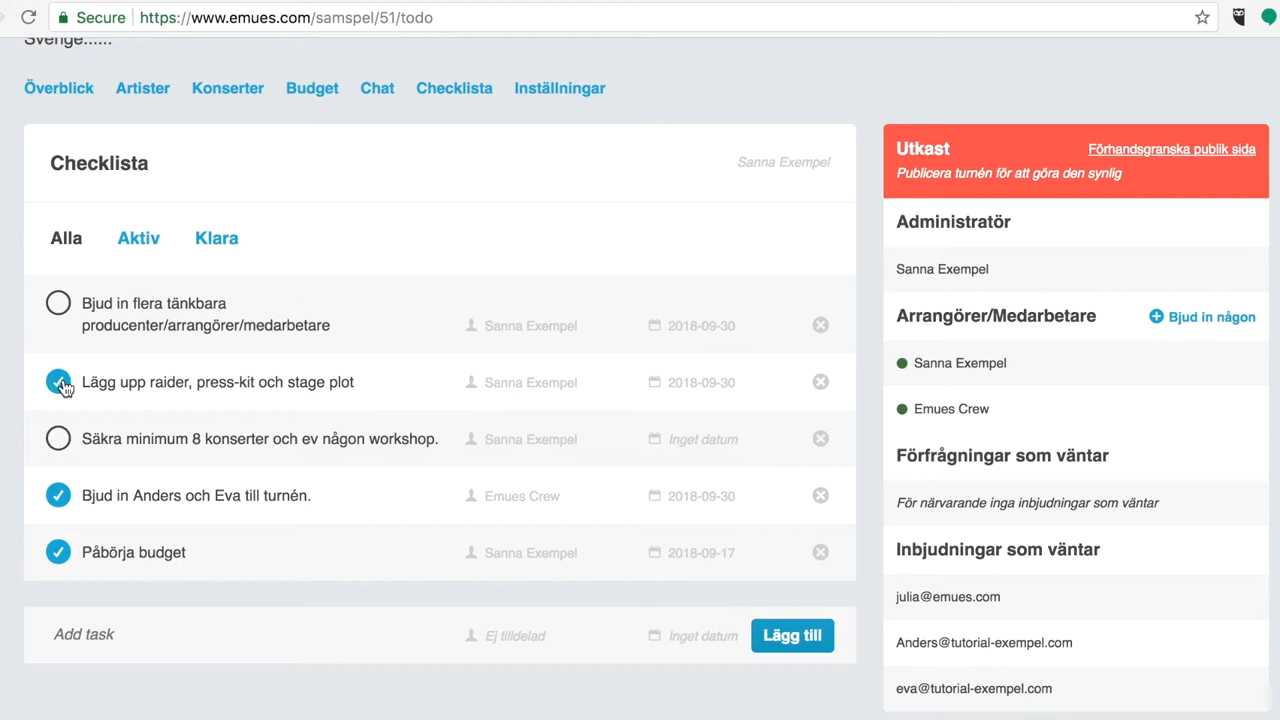 Secure https://www.emues.com/samspel/51/todo
Sverige......
Överblick Artister Konserter Budget Chat Checklista Inställningar
Checklista
Sanna Exempel
Alla Aktiv Klara
Bjud in flera tänkbara
producenter/arrangörer/medarbetare
Sanna Exempel 2018-09-30
Lägg upp raider, press-kit och stage plot Sanna Exempel 2018-09-30
Säkra minimum 8 konserter och ev någon workshop. Sanna Exempel Inget datum
Bjud in Anders och Eva till turnén. Emues Crew 2018-09-30
Påbörja budget Sanna Exempel 2018-09-17
Add task Ej tilldelad Inget datum Lägg till
Utkast Förhandsgranska publik sida
Publicera turnén för att göra den synlig
Administratör
Sanna Exempel
Arrangörer/Medarbetare Bjud in någon
Sanna Exempel
Emues Crew
Förfrågningar som väntar
För närvarande inga inbjudningar som väntar
Inbjudningar som väntar
julia@emues.com
Anders@tutorial-exempel.com
eva@tutorial-exempel.com